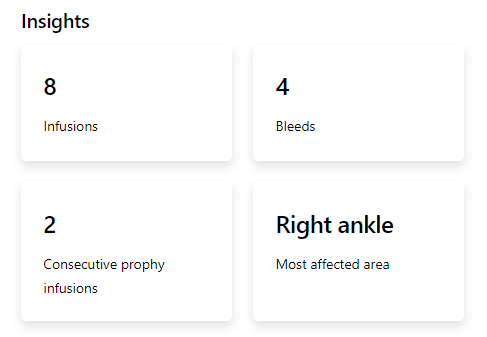 Insights
8
Infusions
4
Bleeds
2
Consecutive prophy
infusions
Right ankle
Most affected area